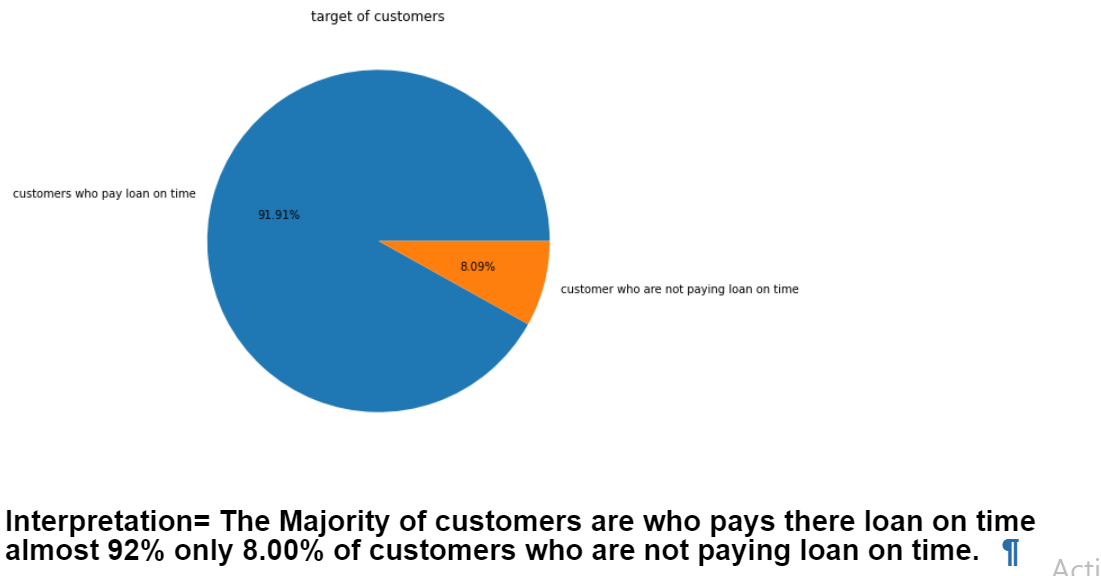 target of customers
customers who pay loan on time
91.91%
8.09%
customer who are not paying loan on time
Interpretation= The Majority of customers are who pays there loan on time
almost 92% only 8.00% of customers who are not paying loan on time. ¶
Acti